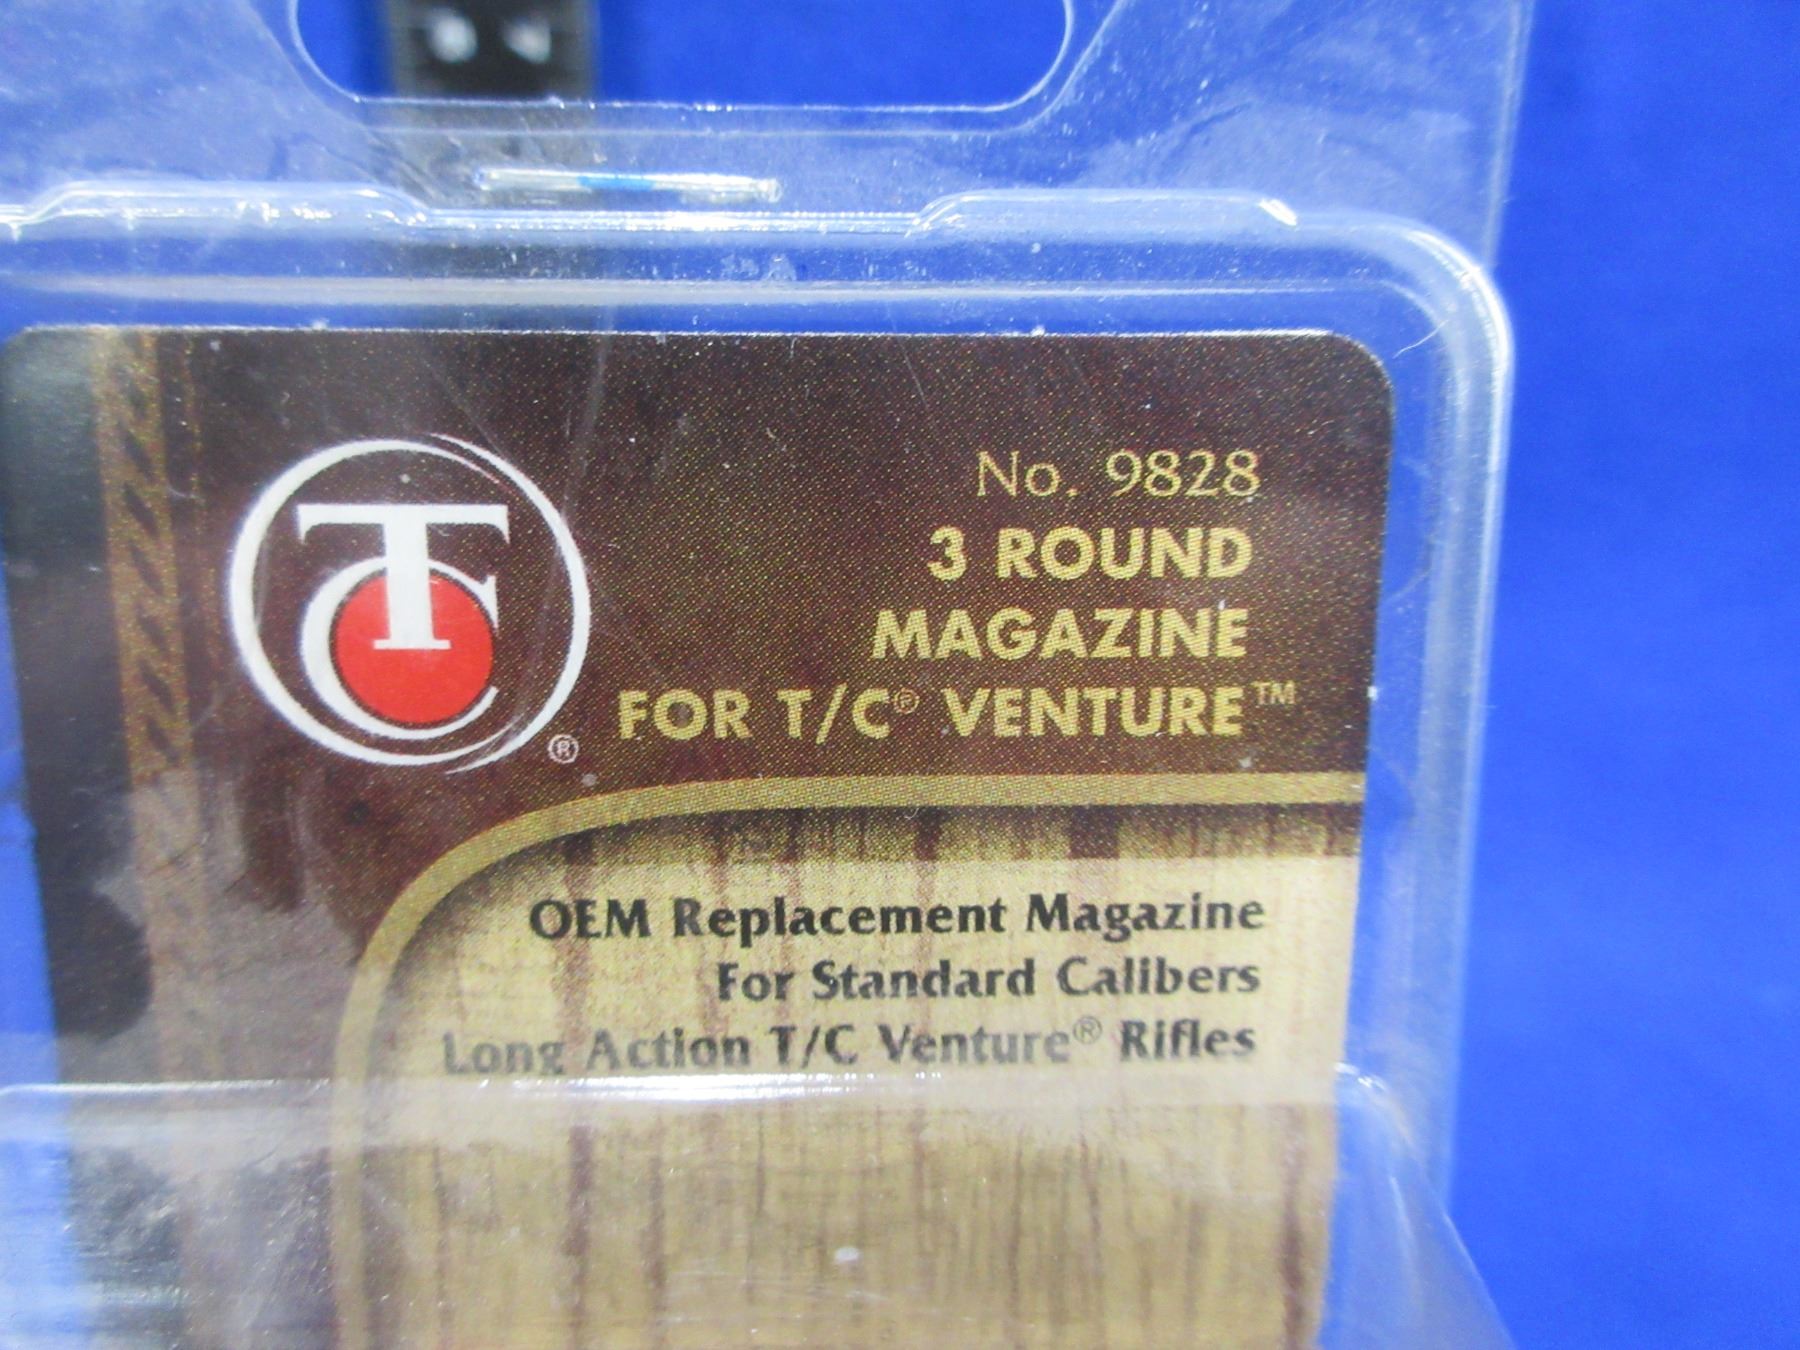 TC®
No. 9828
3 ROUND
MAGAZINE
FOR T/C® VENTURE™
OEM Replacement Magazine
For Standard Calibers
Long Action T/C Venture® Rifles